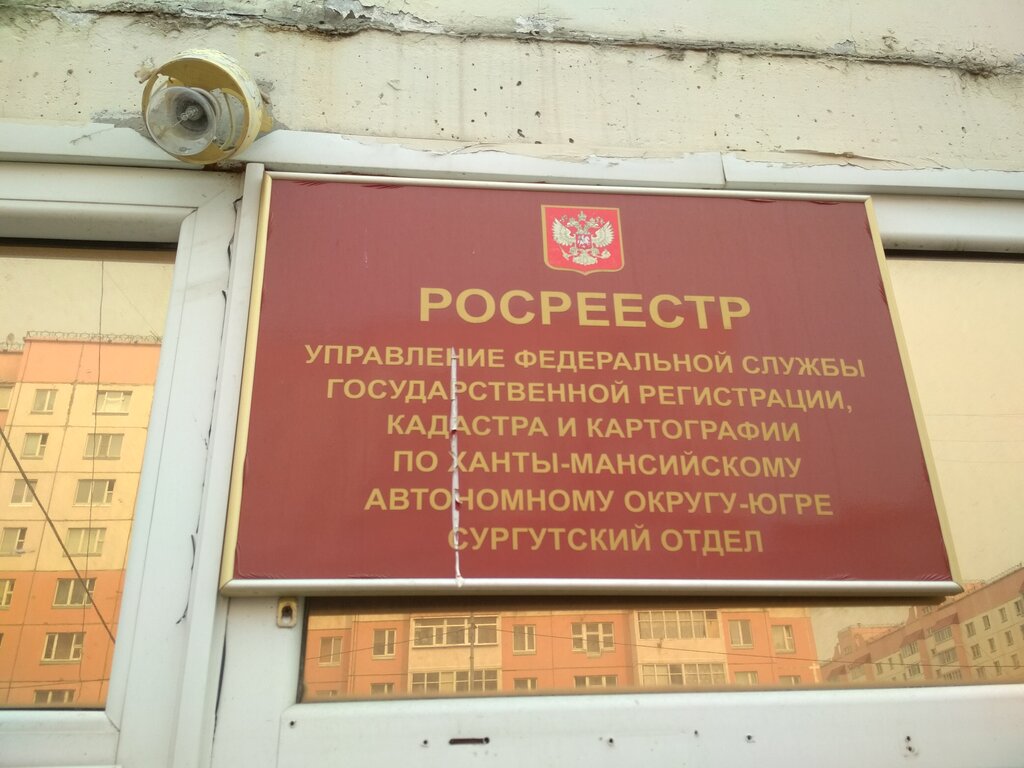 РОСРЕЕСТР
УПРАВЛЕНИЕ ФЕДЕРАЛЬНОЙ СЛУЖБЫ
ГОСУДАРСТВЕННОЙ РЕГИСТРАЦИИ,
КАДАСТРА И КАРТОГРАФИИ
ПО ХАНТЫ-МАНСИЙСКОМУ
АВТОНОМНОМУ ОКРУГУ-ЮГРЕ
СУРГУТСКИЙ ОТДЕЛ